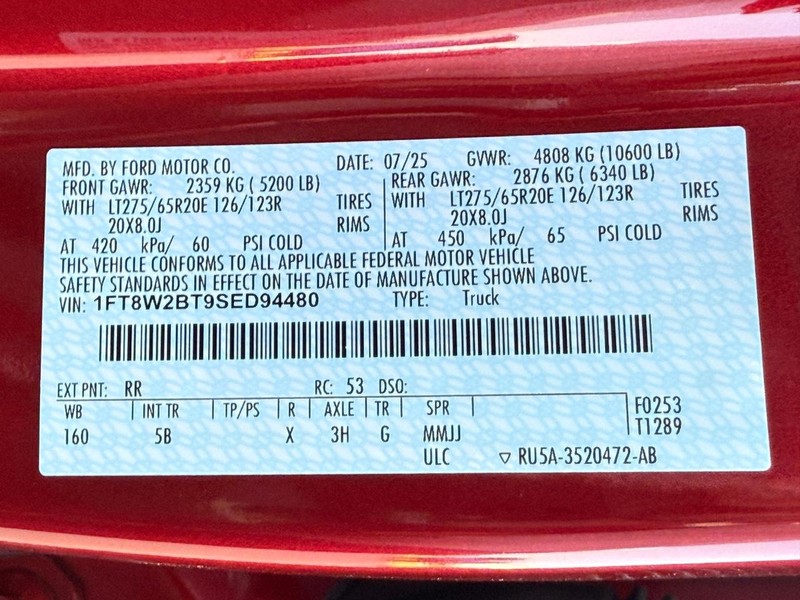 MFD. BY FORD MOTOR CO. DATE: 07/25 GVWR: 4808 KG (10600 LB)
FRONT GAWR: 2359 KG ( 5200 LB) REAR GAWR: 2876 KG ( 6340 LB)
WITH LT275/65R20E 126/123R TIRES WITH LT275/65R20E 126/123R TIRES
20X8.0J RIMS 20X8.0J RIMS
AT 420 kPa/ 60 PSI COLD AT 450 kPa/ 65 PSI COLD
THIS VEHICLE CONFORMS TO ALL APPLICABLE FEDERAL MOTOR VEHICLE
SAFETY STANDARDS IN EFFECT ON THE DATE OF MANUFACTURE SHOWN ABOVE.
VIN: 1FT8W2BT9SED94480 TYPE: Truck
EXT PNT: RR RC: 53 DSO:
WB INT TR TP/PS R AXLE TR SPR F0253
160 5B X 3H G MMJJ T1289
ULC RU5A-3520472-AB